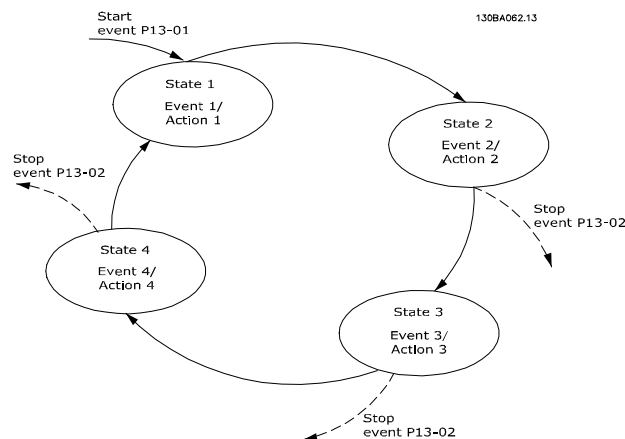 Start
event P13-01
130BA062.13
State 1
Event 1/
Action 1
State 2
Event 2/
Action 2
Stop
event P13-02
Stop
event P13-02
State 4
Event 4/
Action 4
State 3
Event 3/
Action 3
Stop
event P13-02